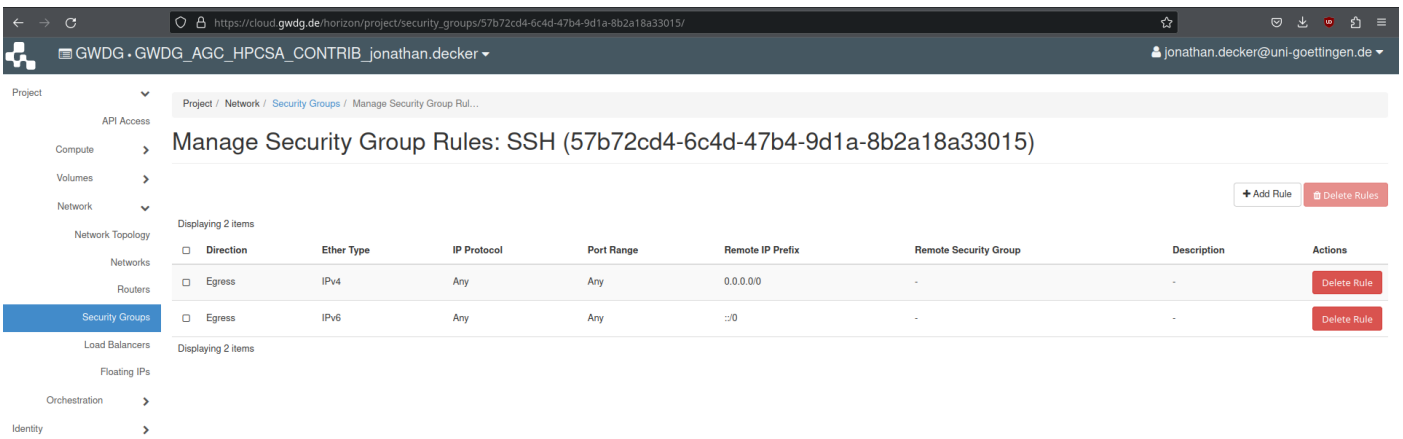 https://cloud.gwdg.de/horizon/project/security_groups/57b72cd4-6c4d-47b4-9d1a-8b2a18a33015/
GWDG • GWDG_AGC_HPCSA_CONTRIB_jonathan.decker
jonathan.decker@uni-goettingen.de
Project
API Access
Compute
Volumes
Network
Network Topology
Networks
Routers
Security Groups
Load Balancers
Floating IPs
Orchestration
Identity
Project / Network / Security Groups / Manage Security Group Rul...
Manage Security Group Rules: SSH (57b72cd4-6c4d-47b4-9d1a-8b2a18a33015)
+ Add Rule
Delete Rules
Displaying 2 items
Direction Ether Type IP Protocol Port Range Remote IP Prefix Remote Security Group Description Actions
Egress IPv4 Any Any 0.0.0.0/0 - - Delete Rule
Egress IPv6 Any Any ::/0 - - Delete Rule
Displaying 2 items